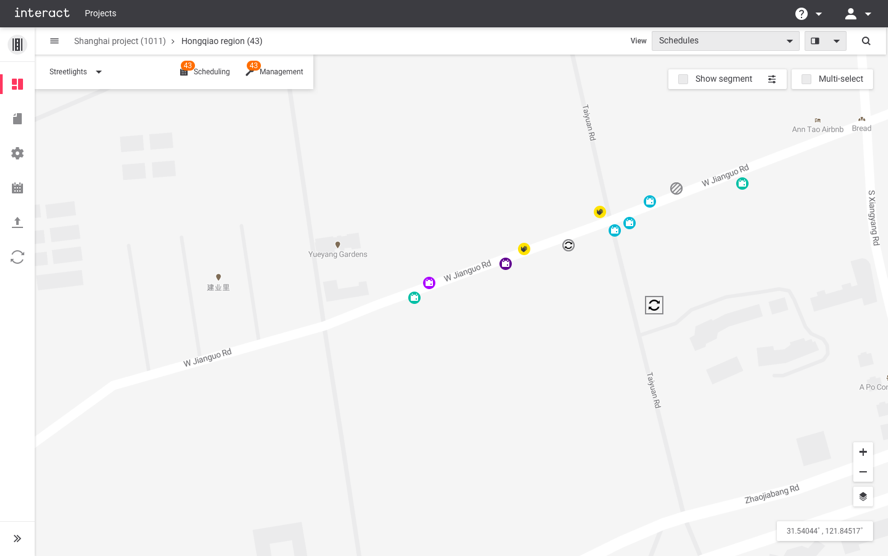 interact
Projects
Shanghai project (1011)
Hongqiao region (43)
View
Schedules
Streetlights
43
Scheduling
43
Management
Show segment
Multi-select
Taiyuan Rd
Ann Tao Airbnb
Bread
W Jianguo Rd
S Xiangyang Rd
Yueyang Gardens
W Jianguo Rd
建业里
W Jianguo Rd
Taiyuan Rd
A Po Cor
Zhaojiabang Rd
31.54044° , 121.84517°